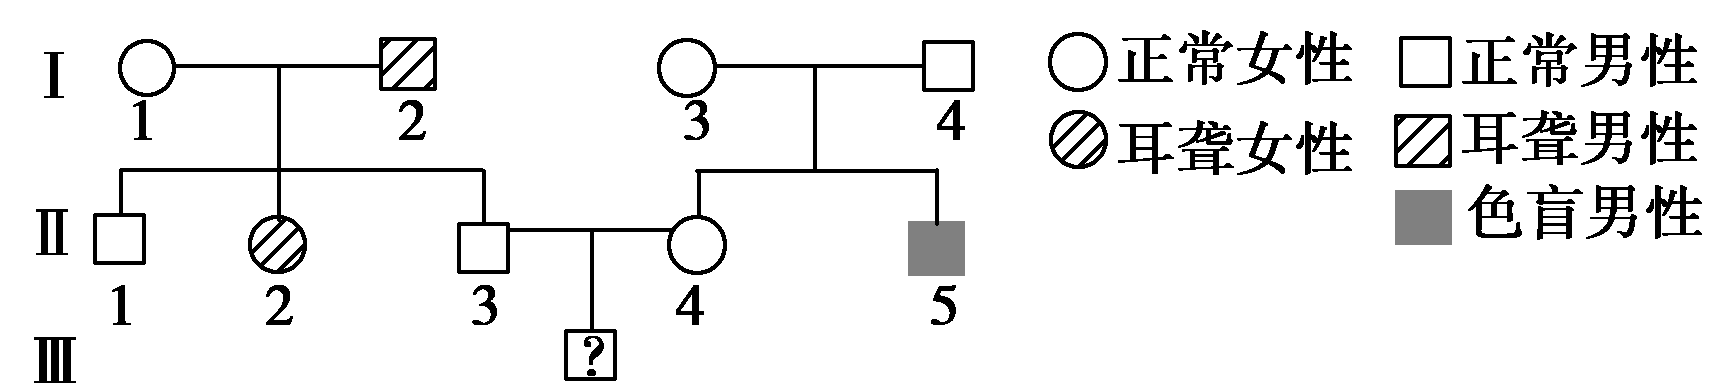 Ⅰ 1 2 3 4
正常女性 正常男性
耳聋女性 耳聋男性
色盲男性
Ⅱ 1 2 3 4 5
Ⅲ ?